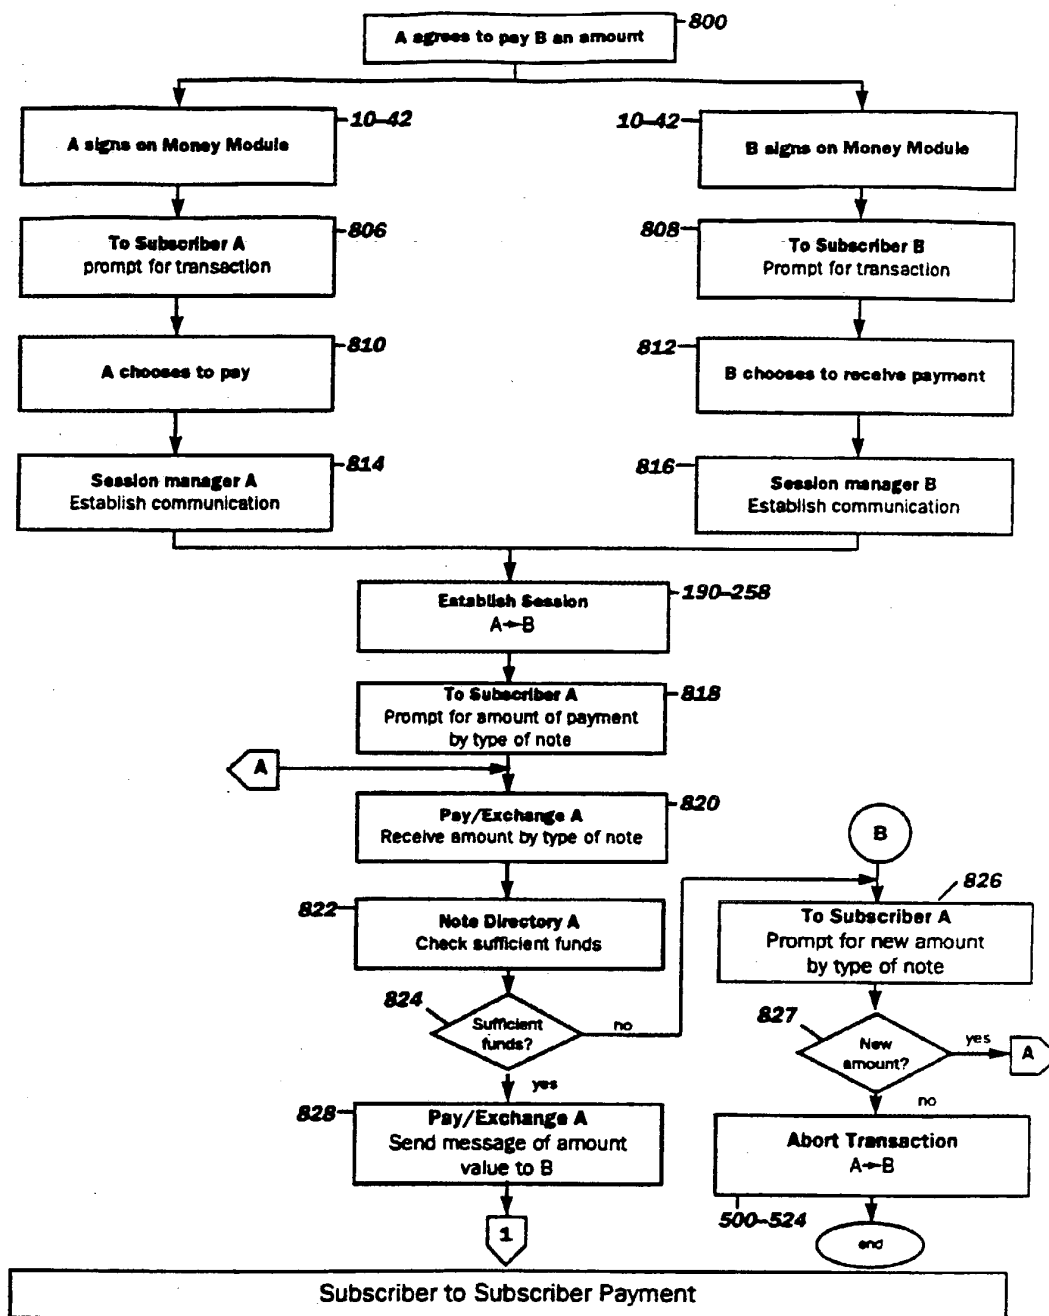 A agrees to pay B an amount
800
A signs on Money Module
10-42
10-42
B signs on Money Module
To Subscriber A
prompt for transaction
806
808
To Subscriber B
Prompt for transaction
A chooses to pay
810
812
B chooses to receive payment
Session manager A
Establish communication
814
816
Session manager B
Establish communication
Establish Session
A→B
190-258
To Subscriber A
Prompt for amount of payment
by type of note
818
A
Pay/Exchange A
Receive amount by type of note
820
B
822
Note Directory A
Check sufficient funds
826
To Subscriber A
Prompt for new amount
by type of note
824
Sufficient
funds?
no
yes
827
New
amount?
yes
A
no
828
Pay/Exchange A
Send message of amount
value to B
Abort Transaction
A→B
500-524
1
end
Subscriber to Subscriber Payment